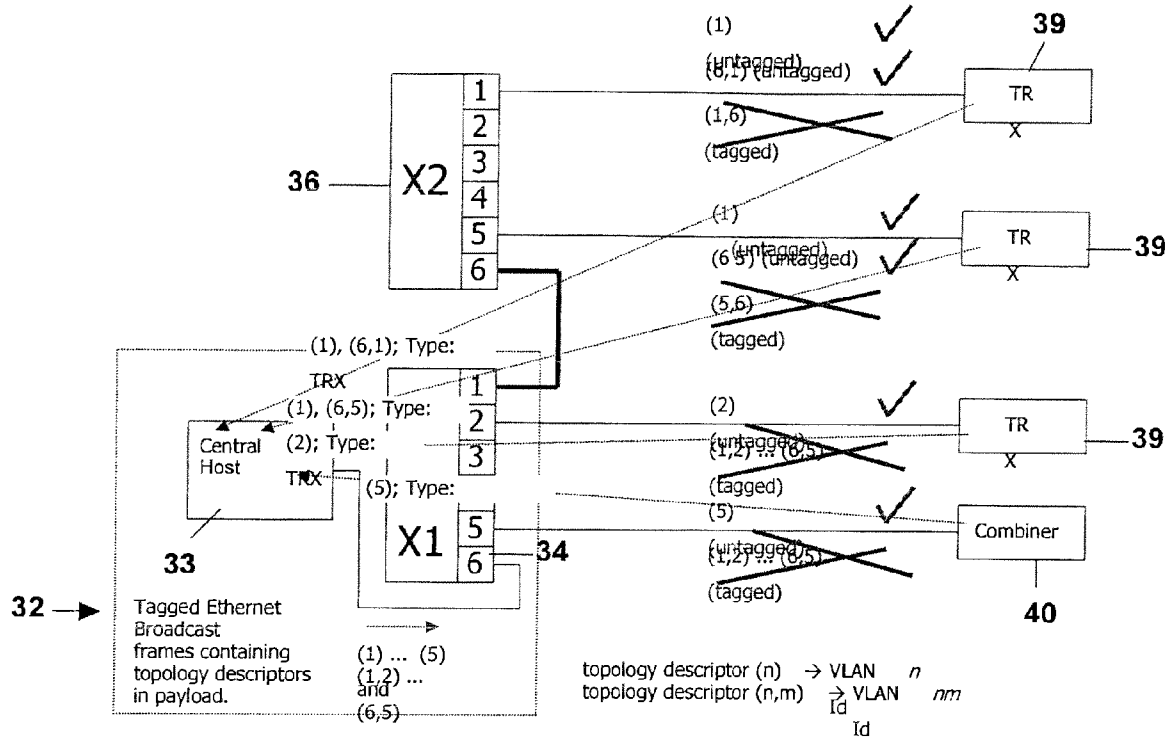 39
(1)
(untagged)
(6,1) (untagged)
(1,6)
(tagged)
TR
X
36
X2
1
2
3
4
5
6
(1)
(untagged)
(6 5) (untagged)
(5,6)
(tagged)
TR
X
39
(1), (6,1); Type:
TRX
(1), (6,5); Type:
(2); Type:
TRX
(5); Type:
Central
Host
33
X1
1
2
3
5
6
34
(2)
(untagged)
(1,2) ... (6,5)
(tagged)
TR
X
39
(5)
(untagged)
(1,2) ... (6,5)
(tagged)
Combiner
40
32
Tagged Ethernet
Broadcast
frames containing
topology descriptors
in payload.
(1) ... (5)
(1,2) ...
and
(6,5)
topology descriptor (n) → VLAN n
topology descriptor (n,m) → VLAN nm
Id
Id